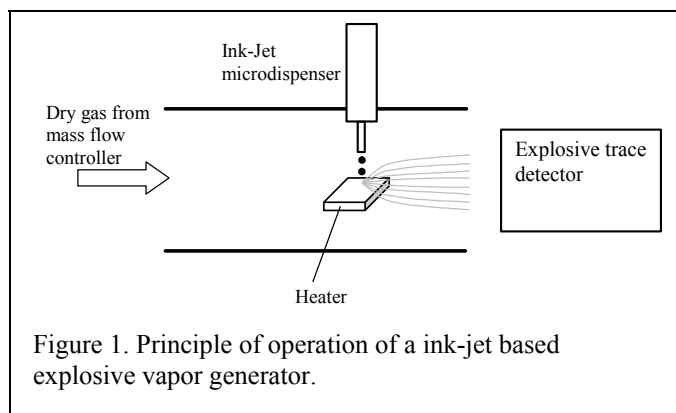 Ink-Jet
microdispenser
Dry gas from
mass flow
controller
Explosive trace
detector
Heater
Figure 1. Principle of operation of a ink-jet based
explosive vapor generator.